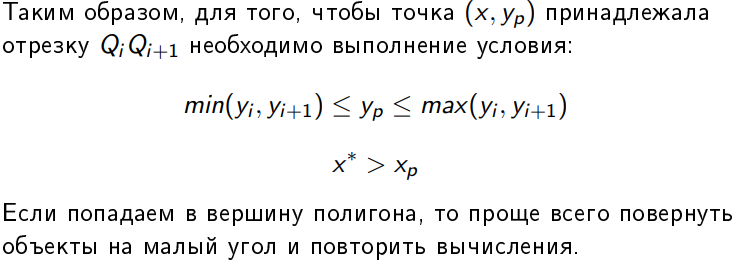 Таким образом, для того, чтобы точка (x, y_p) принадлежала
отрезку Q_i Q_{i+1} необходимо выполнение условия:
min(y_i, y_{i+1}) ≤ y_p ≤ max(y_i, y_{i+1})
x* > x_p
Если попадаем в вершину полигона, то проще всего повернуть
объекты на малый угол и повторить вычисления.